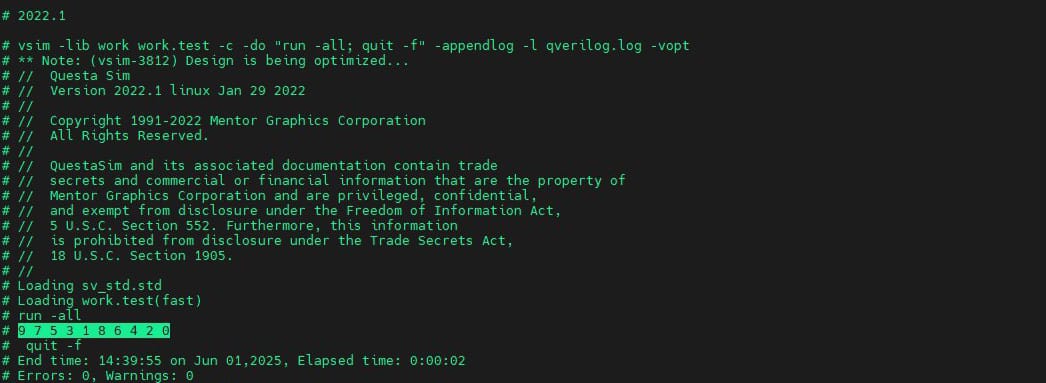 # 2022.1
# vsim -lib work work.test -c -do "run -all; quit -f" -appendlog -l qverilog.log -vopt
# ** Note: (vsim-3812) Design is being optimized...
# //  Questa Sim
# //  Version 2022.1 linux Jan 29 2022
# //
# //  Copyright 1991-2022 Mentor Graphics Corporation
# //  All Rights Reserved.
# //
# //  QuestaSim and its associated documentation contain trade
# //  secrets and commercial or financial information that are the property of
# //  Mentor Graphics Corporation and are privileged, confidential,
# //  and exempt from disclosure under the Freedom of Information Act,
# //  5 U.S.C. Section 552. Furthermore, this information
# //  is prohibited from disclosure under the Trade Secrets Act,
# //  18 U.S.C. Section 1905.
# //
# Loading sv_std.std
# Loading work.test(fast)
# run -all
# 9 7 5 3 1 8 6 4 2 0
#  quit -f
# End time: 14:39:55 on Jun 01,2025, Elapsed time: 0:00:02
# Errors: 0, Warnings: 0